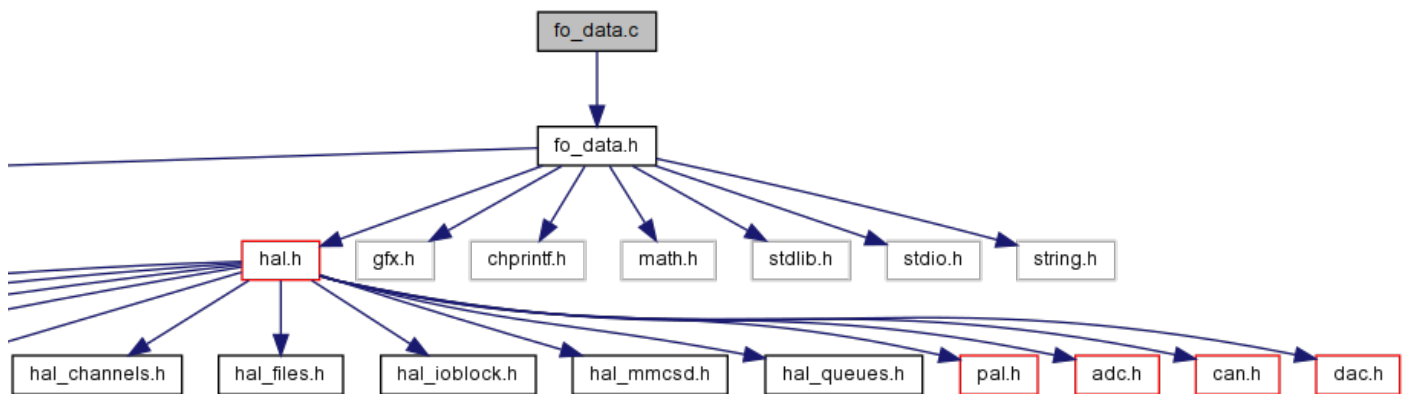 fo_data.c
fo_data.h
hal.h gfx.h chprintf.h math.h stdlib.h stdio.h string.h
hal_channels.h hal_files.h hal_ioblock.h hal_mmcsd.h hal_queues.h pal.h adc.h can.h dac.h